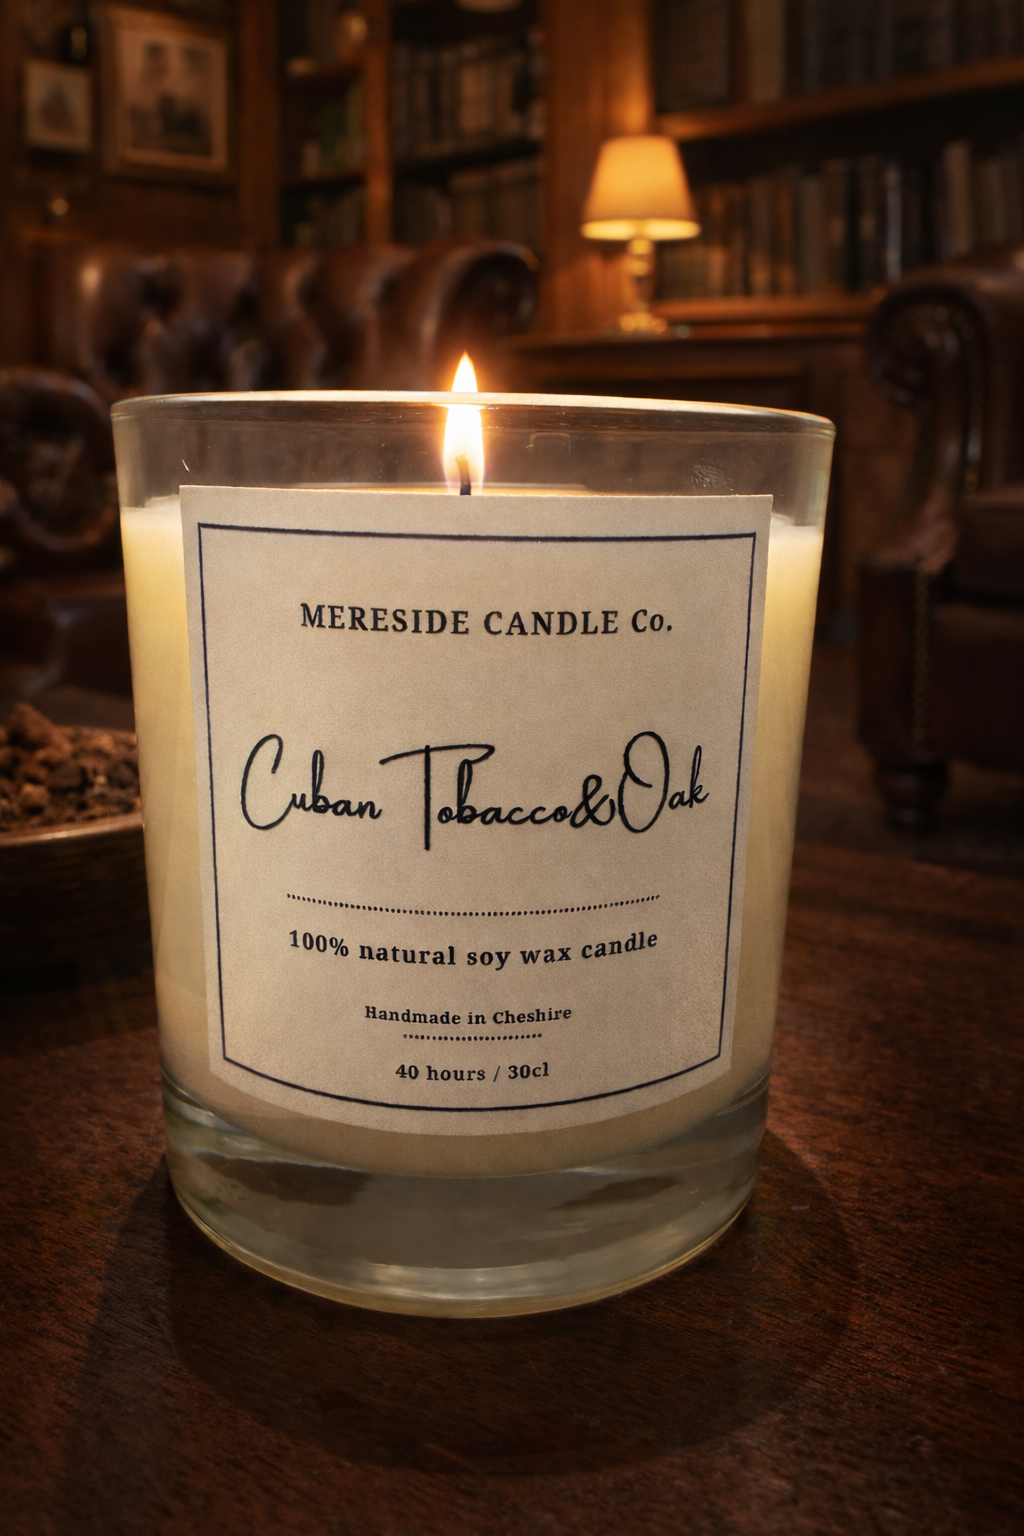 MERESIDE CANDLE Co.
Cuban Tobacco&Oak
100% natural soy wax candle
Handmade in Cheshire
40 hours / 30cl